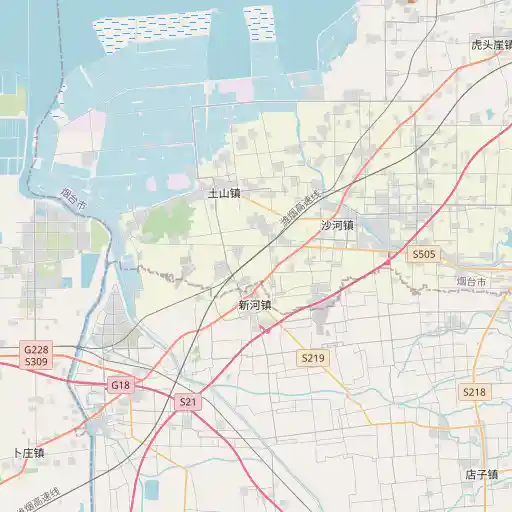 虎头崖镇
烟台市
土山镇
潍烟高速线
沙河镇
S505
烟台市
新河镇
G228
S309
S219
G18
S218
S21
卜庄镇
店子镇
潍烟高速线